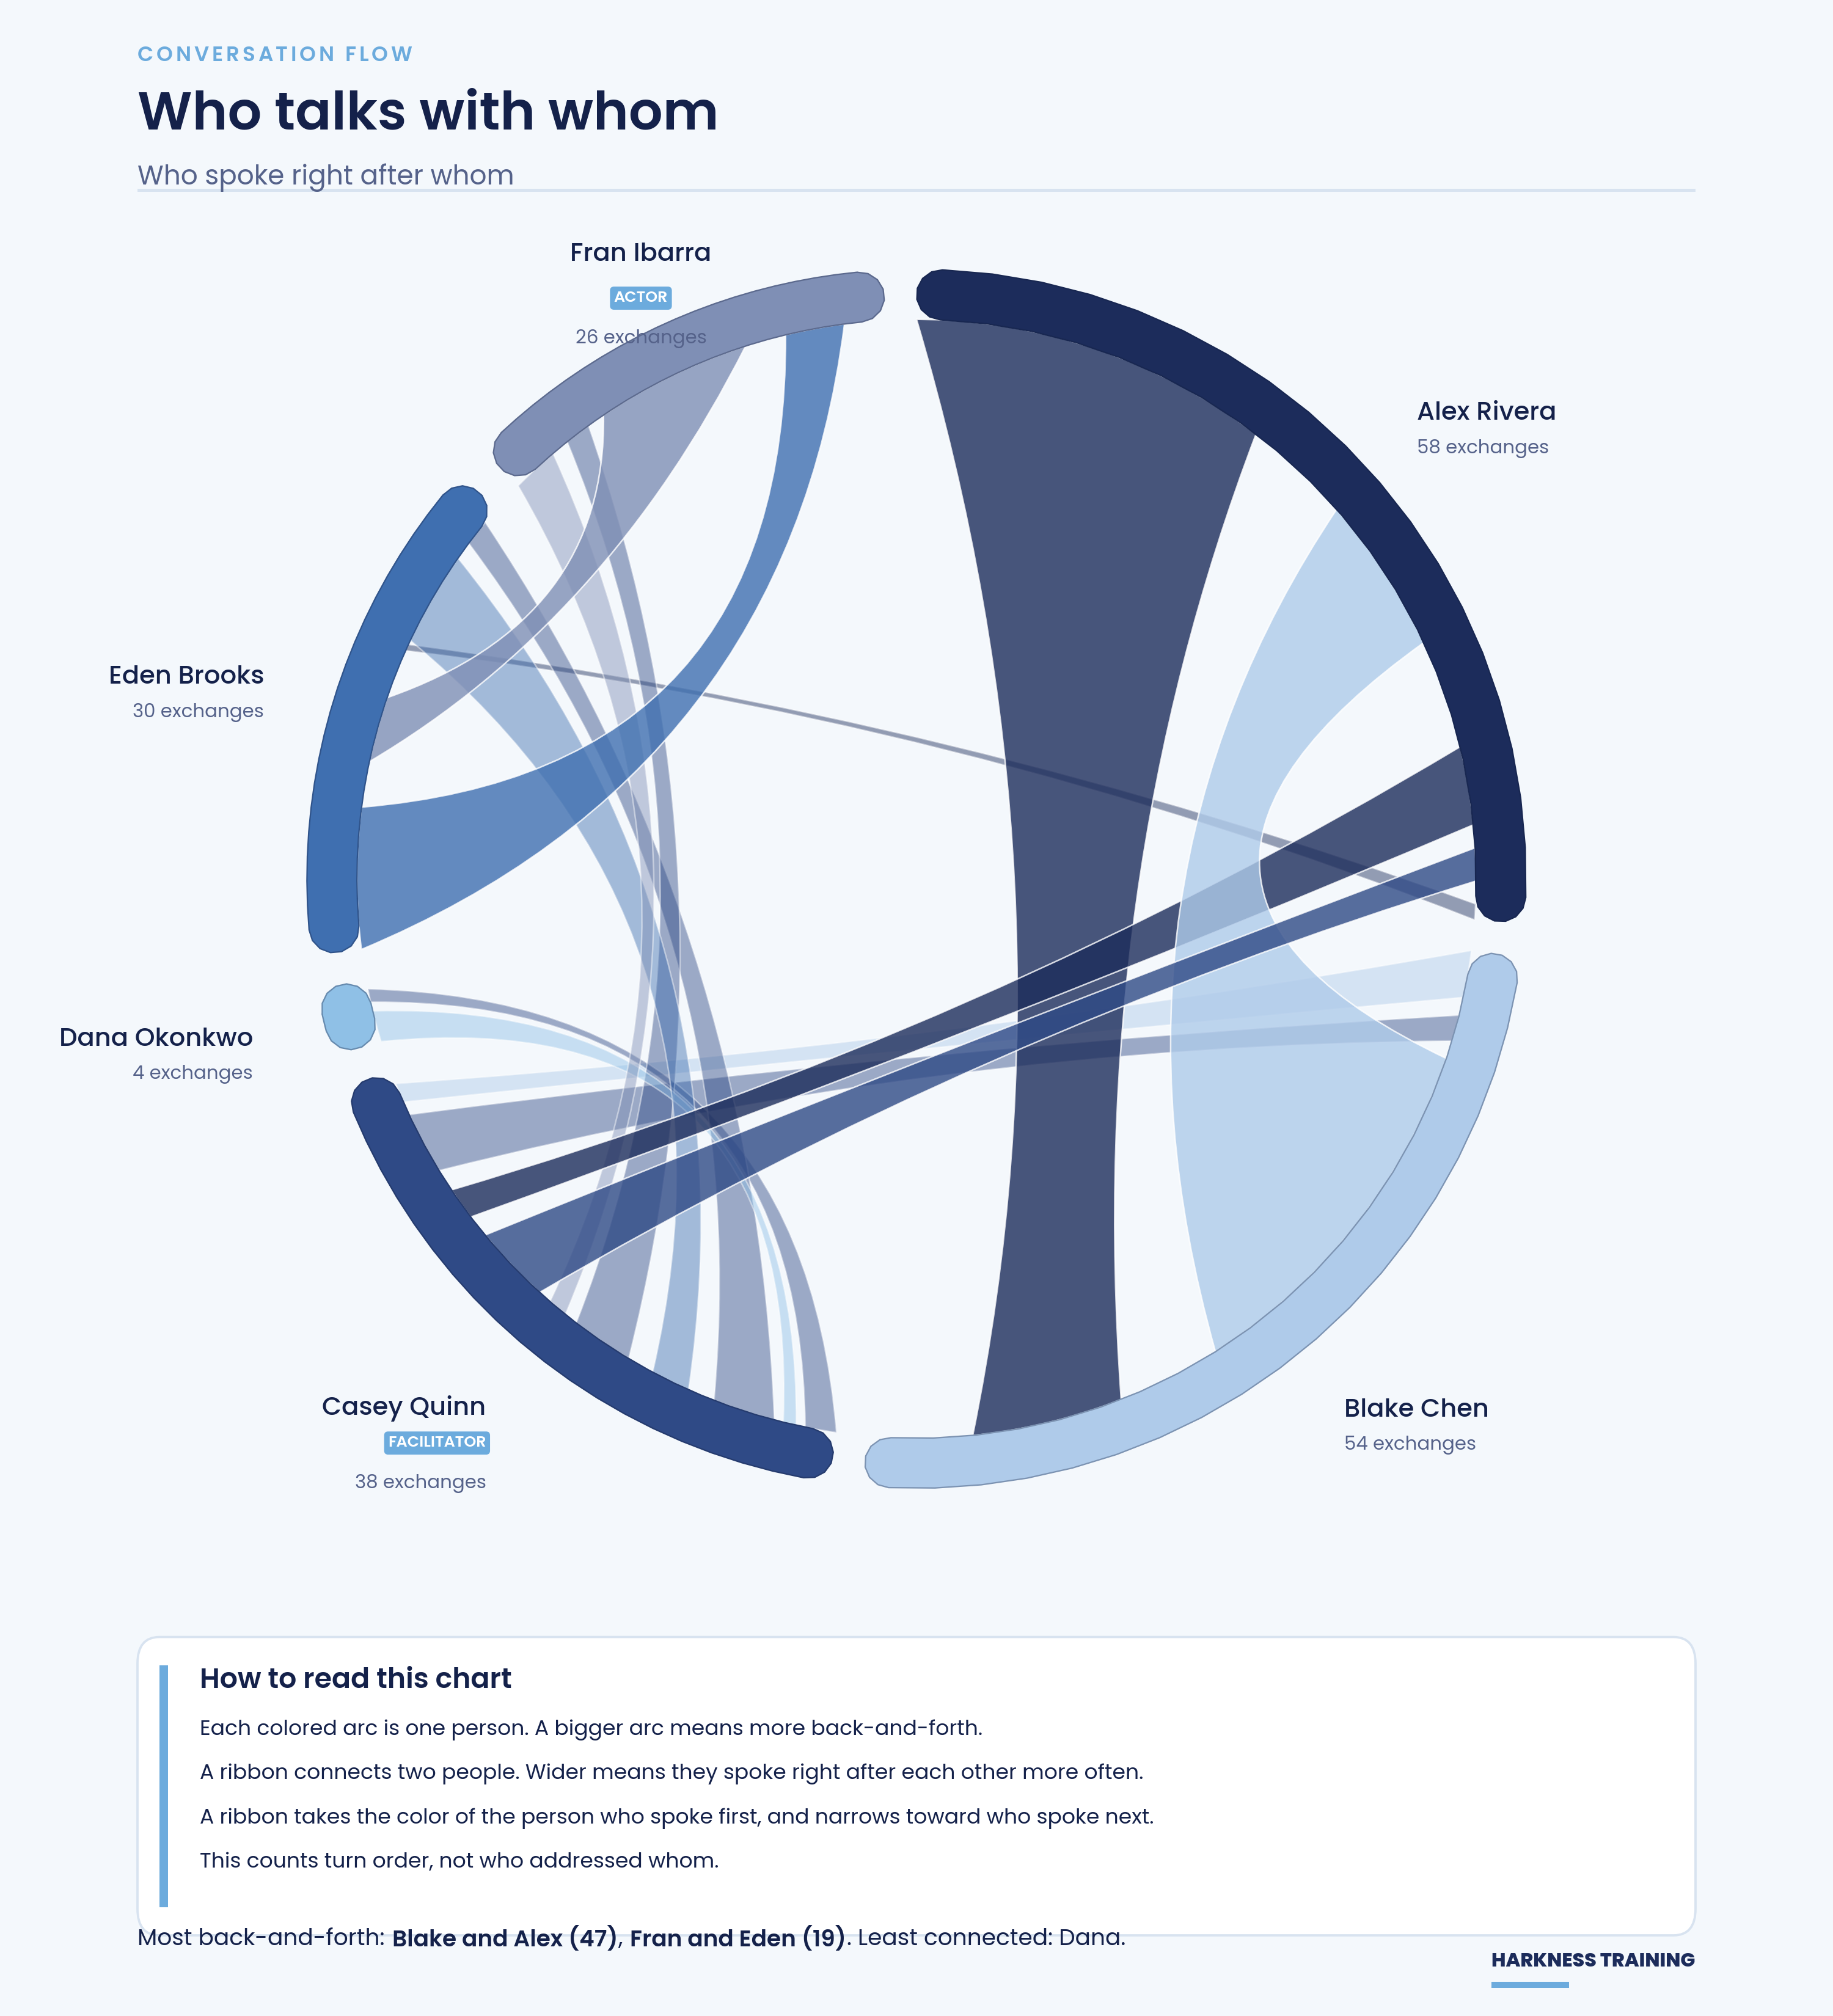 CONVERSATION FLOW
Who talks with whom
Who spoke right after whom
Fran Ibarra
ACTOR
26 exchanges
Alex Rivera
58 exchanges
Eden Brooks
30 exchanges
Dana Okonkwo
4 exchanges
Casey Quinn
FACILITATOR
38 exchanges
Blake Chen
54 exchanges
How to read this chart
Each colored arc is one person. A bigger arc means more back-and-forth.
A ribbon connects two people. Wider means they spoke right after each other more often.
A ribbon takes the color of the person who spoke first, and narrows toward who spoke next.
This counts turn order, not who addressed whom.
Most back-and-forth: Blake and Alex (47), Fran and Eden (19). Least connected: Dana.
HARKNESS TRAINING